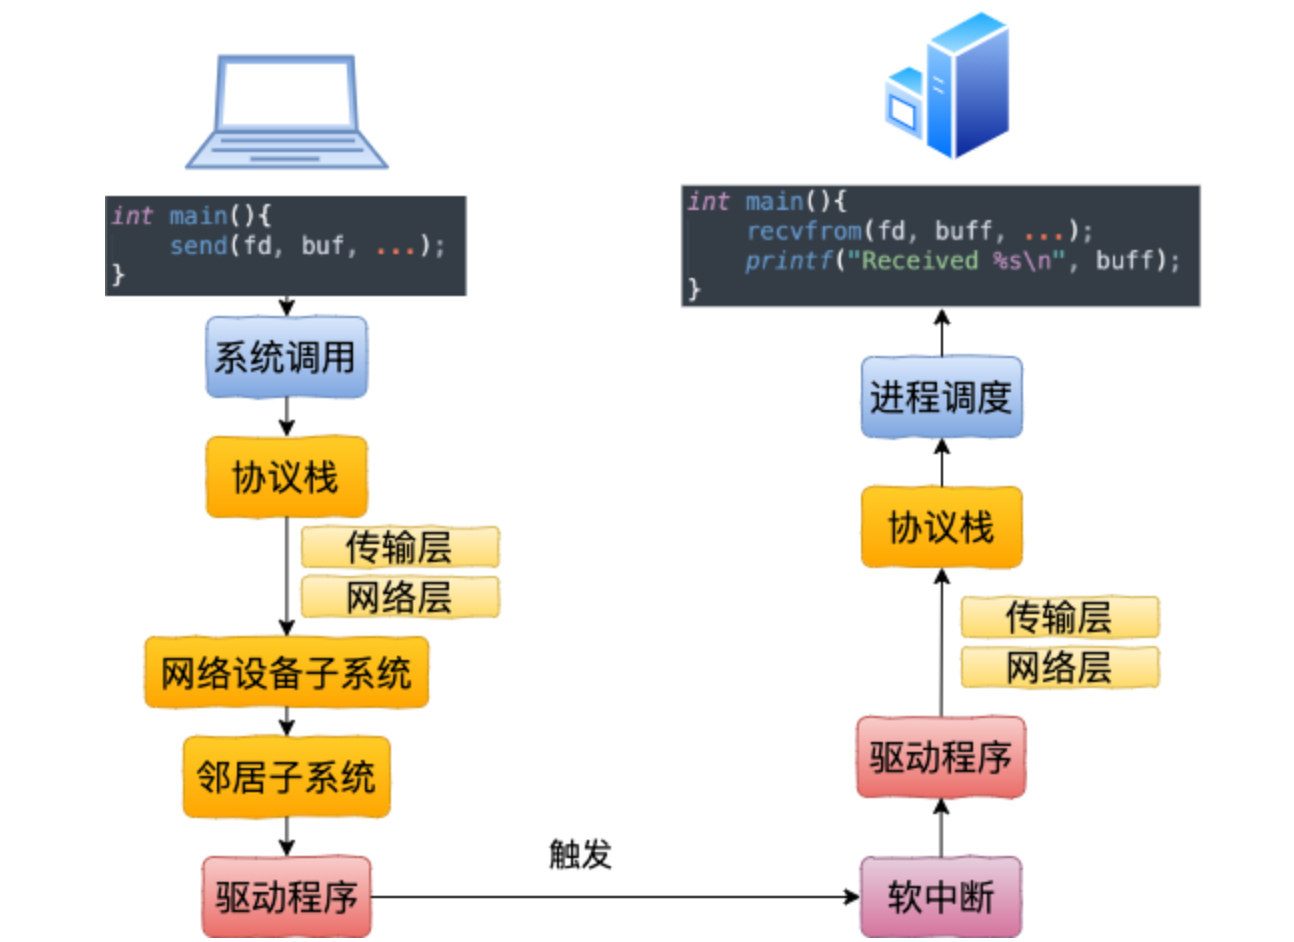 int main(){
    send(fd, buf, ...);
}
系统调用
协议栈
传输层
网络层
网络设备子系统
邻居子系统
驱动程序
触发
int main(){
    recvfrom(fd, buff, ...);
    printf("Received %s\n", buff);
}
进程调度
协议栈
传输层
网络层
驱动程序
软中断